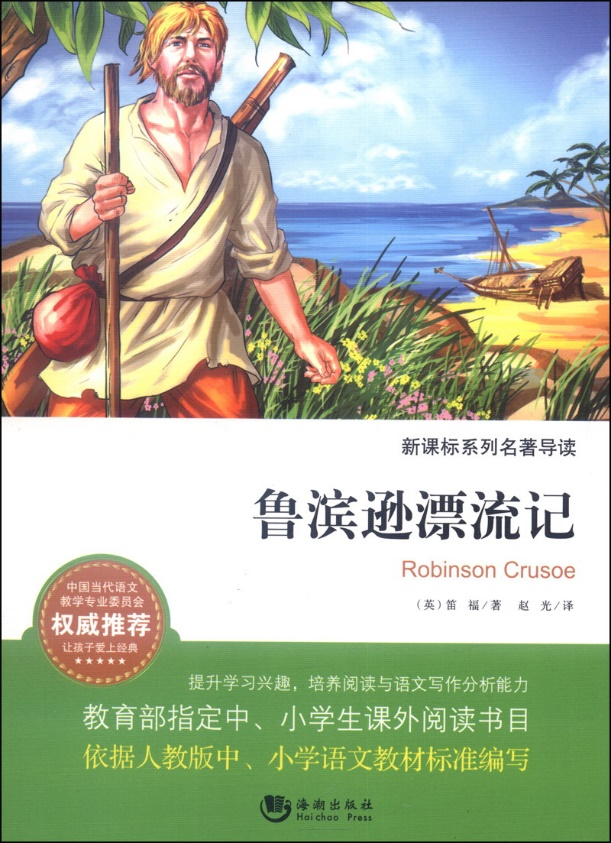 新课标系列名著导读
鲁滨逊漂流记
Robinson Crusoe
（英）笛 福/著 赵 光/译
中国当代语文
教学专业委员会
权威推荐
让孩子爱上经典
★★★★★
提升学习兴趣，培养阅读与语文写作分析能力
教育部指定中、小学生课外阅读书目
依据人教版中、小学语文教材标准编写
海潮出版社
Haichao Press